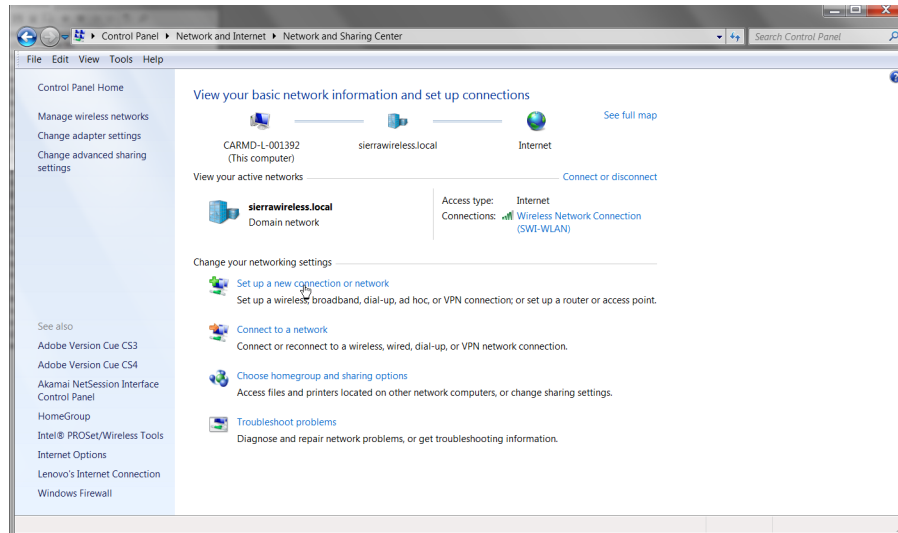 Control Panel ▸ Network and Internet ▸ Network and Sharing Center
Search Control Panel
File Edit View Tools Help
Control Panel Home
Manage wireless networks
Change adapter settings
Change advanced sharing
settings
See also
Adobe Version Cue CS3
Adobe Version Cue CS4
Akamai NetSession Interface
Control Panel
HomeGroup
Intel® PROSet/Wireless Tools
Internet Options
Lenovo's Internet Connection
Windows Firewall
View your basic network information and set up connections
See full map
CARMD-L-001392
(This computer)
sierrawireless.local
Internet
View your active networks
Connect or disconnect
sierrawireless.local
Domain network
Access type: Internet
Connections: Wireless Network Connection
(SWI-WLAN)
Change your networking settings
Set up a new connection or network
Set up a wireless, broadband, dial-up, ad hoc, or VPN connection; or set up a router or access point.
Connect to a network
Connect or reconnect to a wireless, wired, dial-up, or VPN network connection.
Choose homegroup and sharing options
Access files and printers located on other network computers, or change sharing settings.
Troubleshoot problems
Diagnose and repair network problems, or get troubleshooting information.